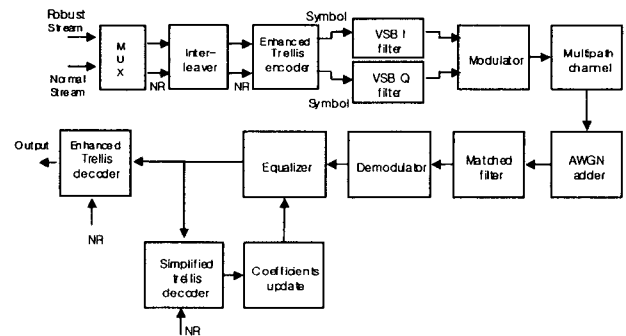 Robust
Stream
Normal
Stream
M
U
X
NR
Inter-
leaver
NR
Enhanced
Trellis
encoder
Symbol
Symbol
VSB I
filter
VSB Q
filter
Modulator
Multipath
channel
Output
Enhanced
Trellis
decoder
NR
Equalizer
Demodulator
Matched
filter
AWGN
adder
Simplified
trellis
decoder
NR
Coefficients
update